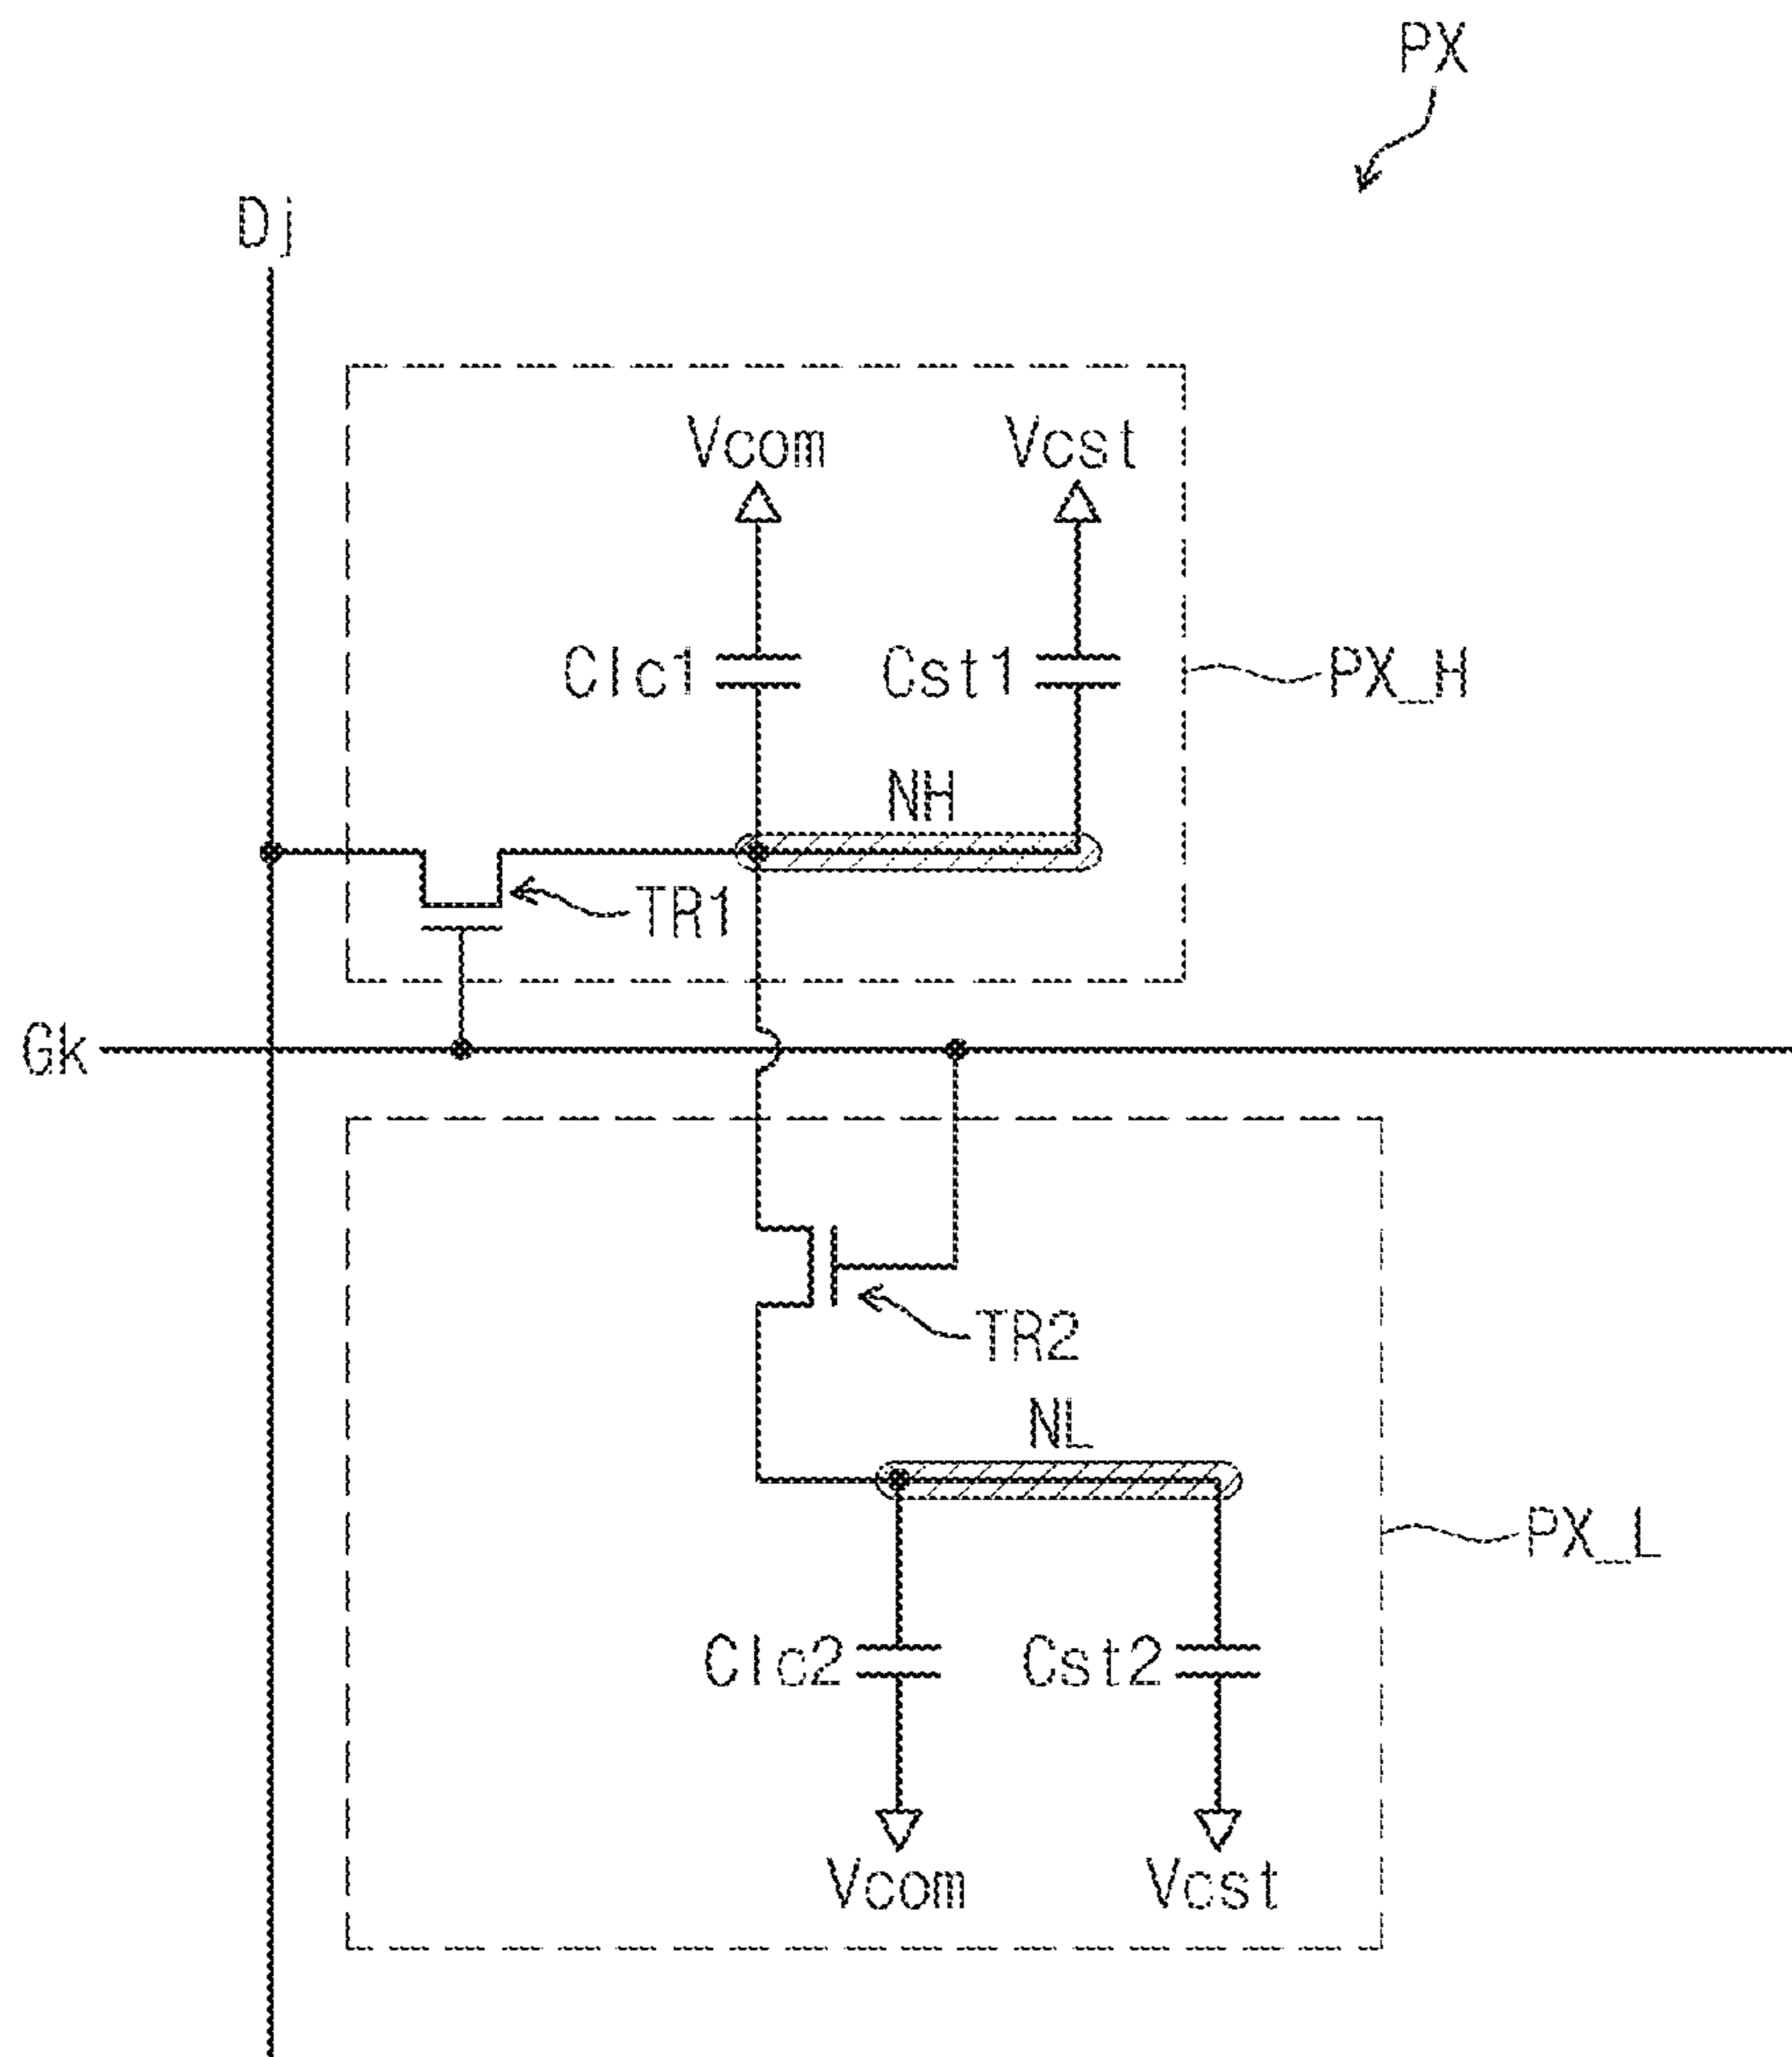 PX
Dj
Vcom Vcst
Clc1 Cst1 PX_H
NH
TR1
Gk
TR2
NL
PX_L
Clc2 Cst2
Vcom Vcst